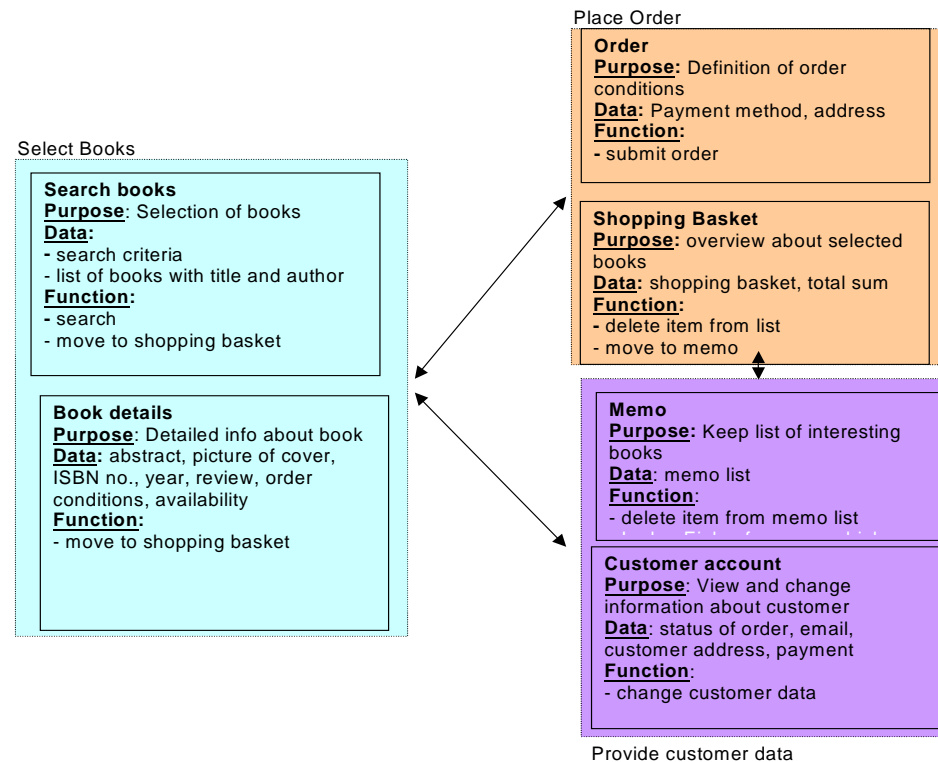 Place Order
Order
Purpose: Definition of order
conditions
Data: Payment method, address
Function:
- submit order
Shopping Basket
Purpose: overview about selected
books
Data: shopping basket, total sum
Function:
- delete item from list
- move to memo
Select Books
Search books
Purpose: Selection of books
Data:
- search criteria
- list of books with title and author
Function:
- search
- move to shopping basket
Book details
Purpose: Detailed info about book
Data: abstract, picture of cover,
ISBN no., year, review, order
conditions, availability
Function:
- move to shopping basket
Memo
Purpose: Keep list of interesting
books
Data: memo list
Function:
- delete item from memo list
Customer account
Purpose: View and change
information about customer
Data: status of order, email,
customer address, payment
Function:
- change customer data
Provide customer data